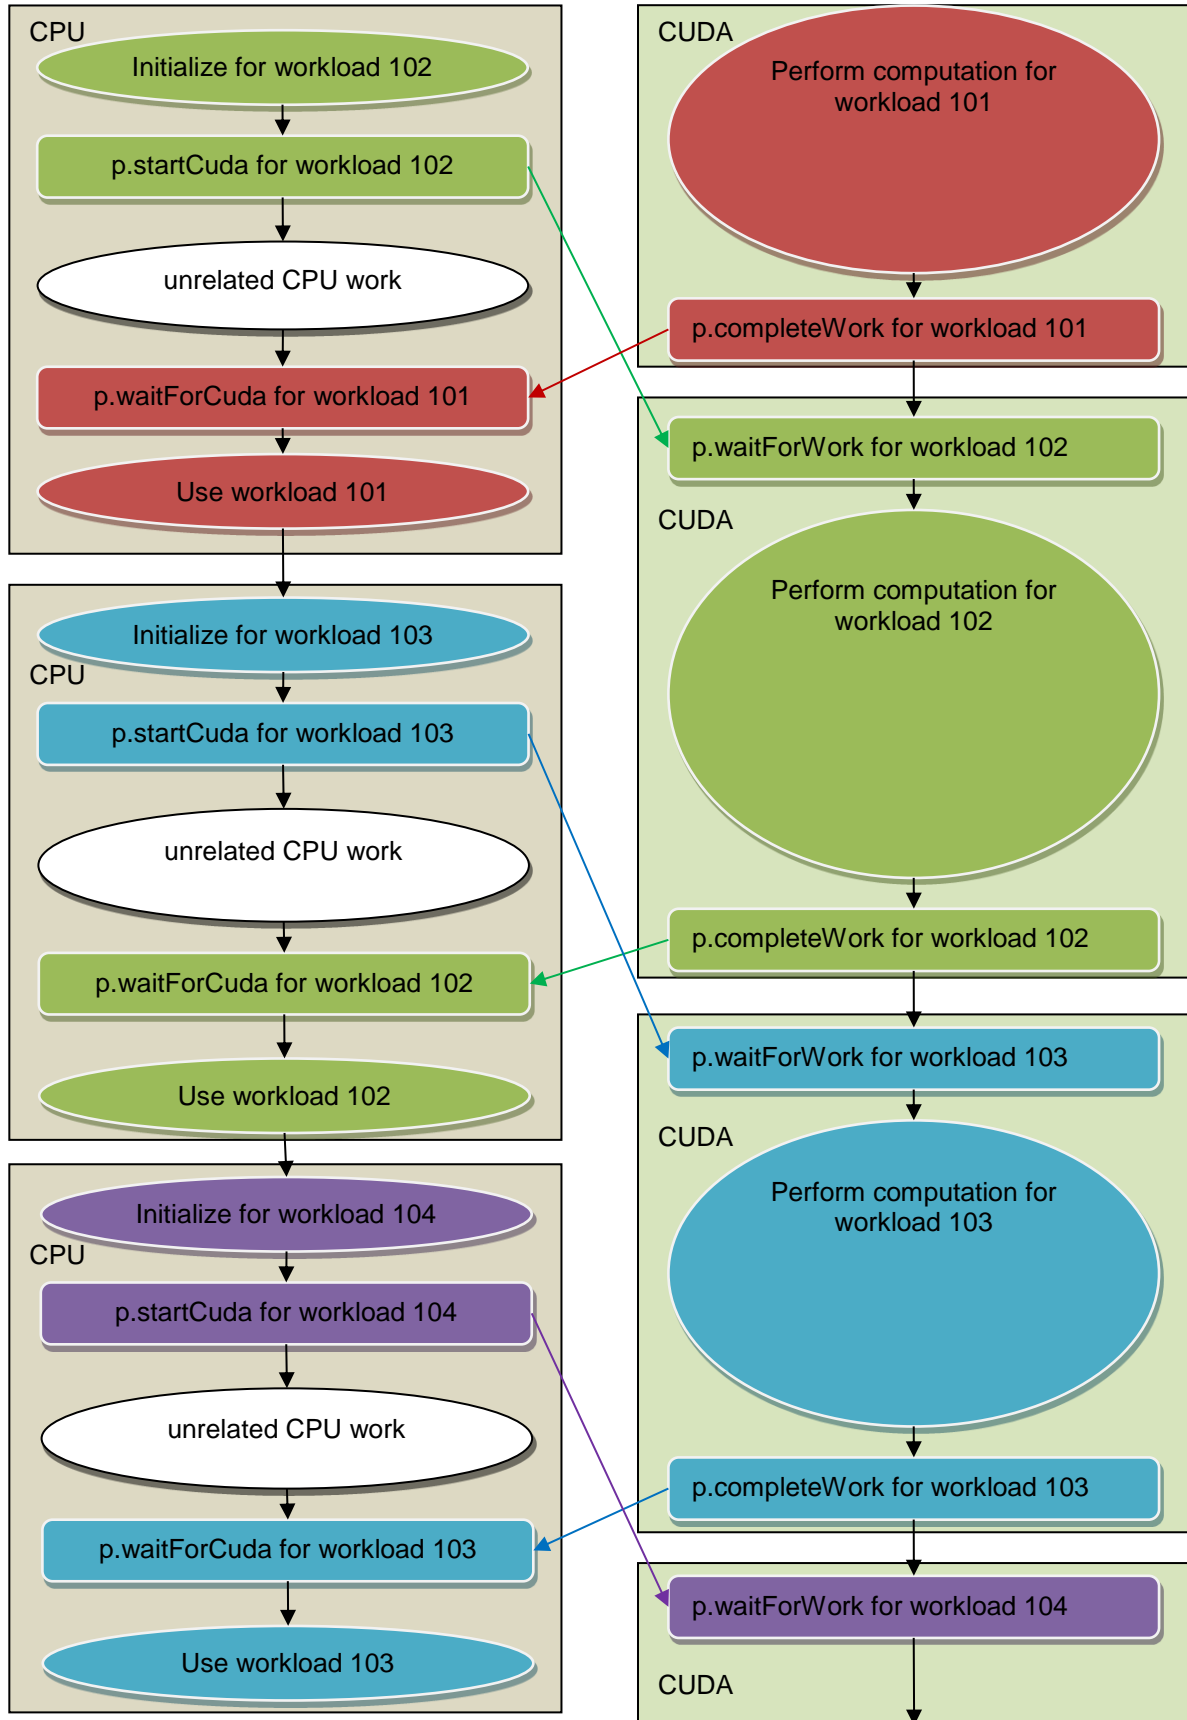 CPU
Initialize for workload 102
p.startCuda for workload 102
unrelated CPU work
p.waitForCuda for workload 101
Use workload 101
Initialize for workload 103
CPU
p.startCuda for workload 103
unrelated CPU work
p.waitForCuda for workload 102
Use workload 102
Initialize for workload 104
CPU
p.startCuda for workload 104
unrelated CPU work
p.waitForCuda for workload 103
Use workload 103
CUDA
Perform computation for
workload 101
p.completeWork for workload 101
p.waitForWork for workload 102
CUDA
Perform computation for
workload 102
p.completeWork for workload 102
p.waitForWork for workload 103
CUDA
Perform computation for
workload 103
p.completeWork for workload 103
p.waitForWork for workload 104
CUDA